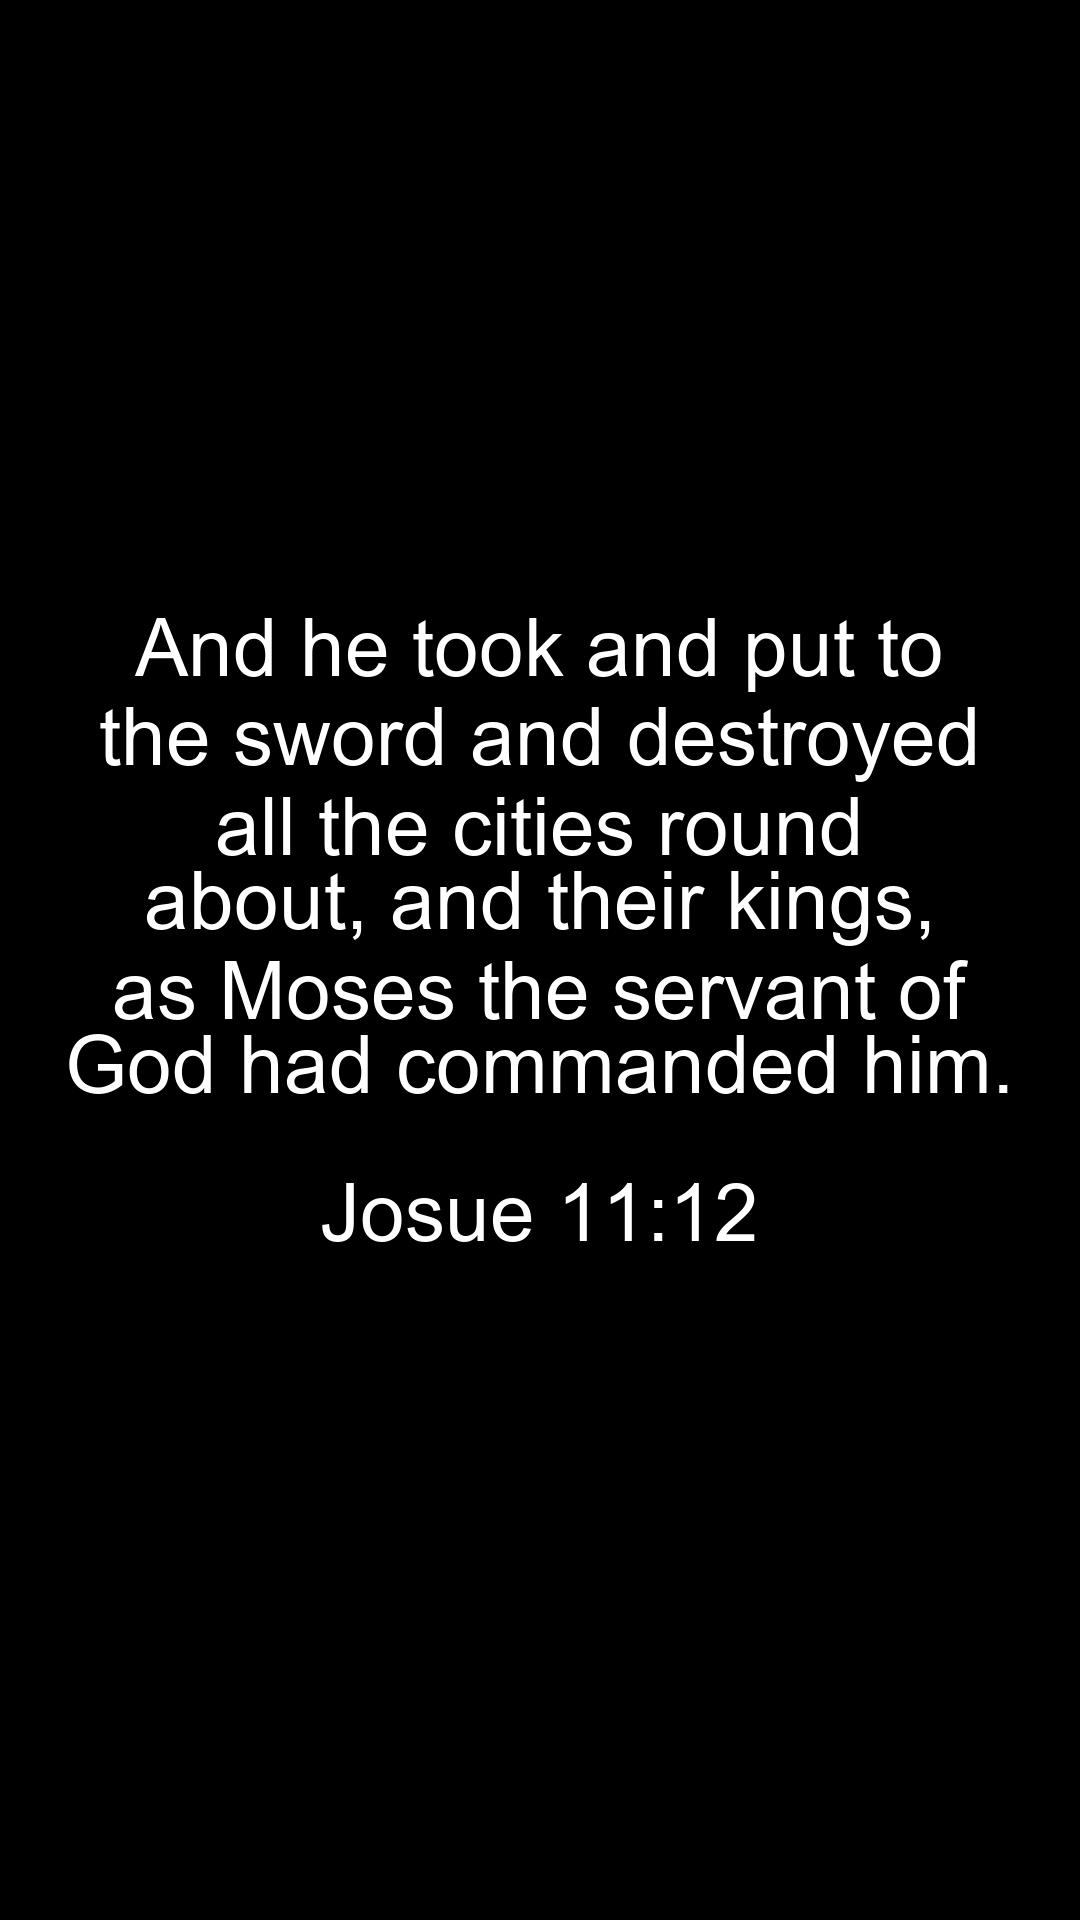 And he took and put to
the sword and destroyed
all the cities round
about, and their kings,
as Moses the servant of
God had commanded him.
Josue 11:12